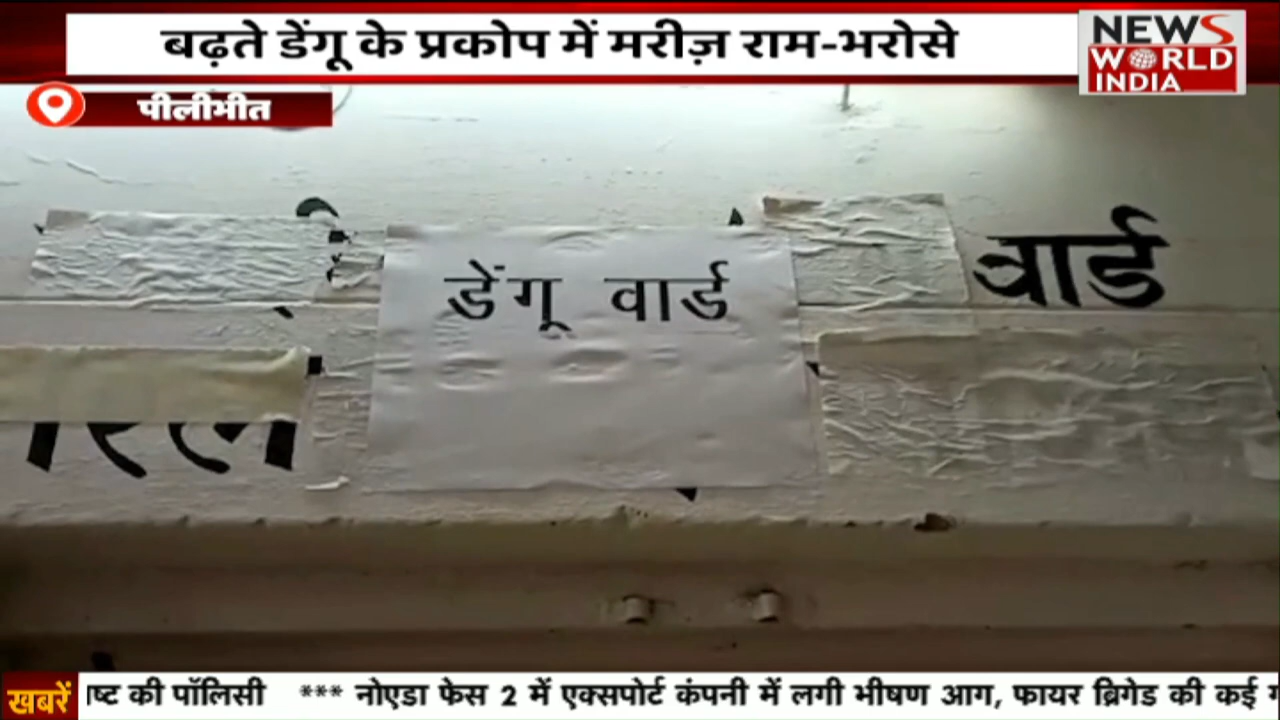 बढ़ते डेंगू के प्रकोप में मरीज़ राम-भरोसे
NEWS
WORLD
INDIA
पीलीभीत
डेंगू वार्ड
वार्ड
खबरें
की पॉलिसी *** नोएडा फेस 2 में एक्सपोर्ट कंपनी में लगी भीषण आग, फायर ब्रिगेड की कई